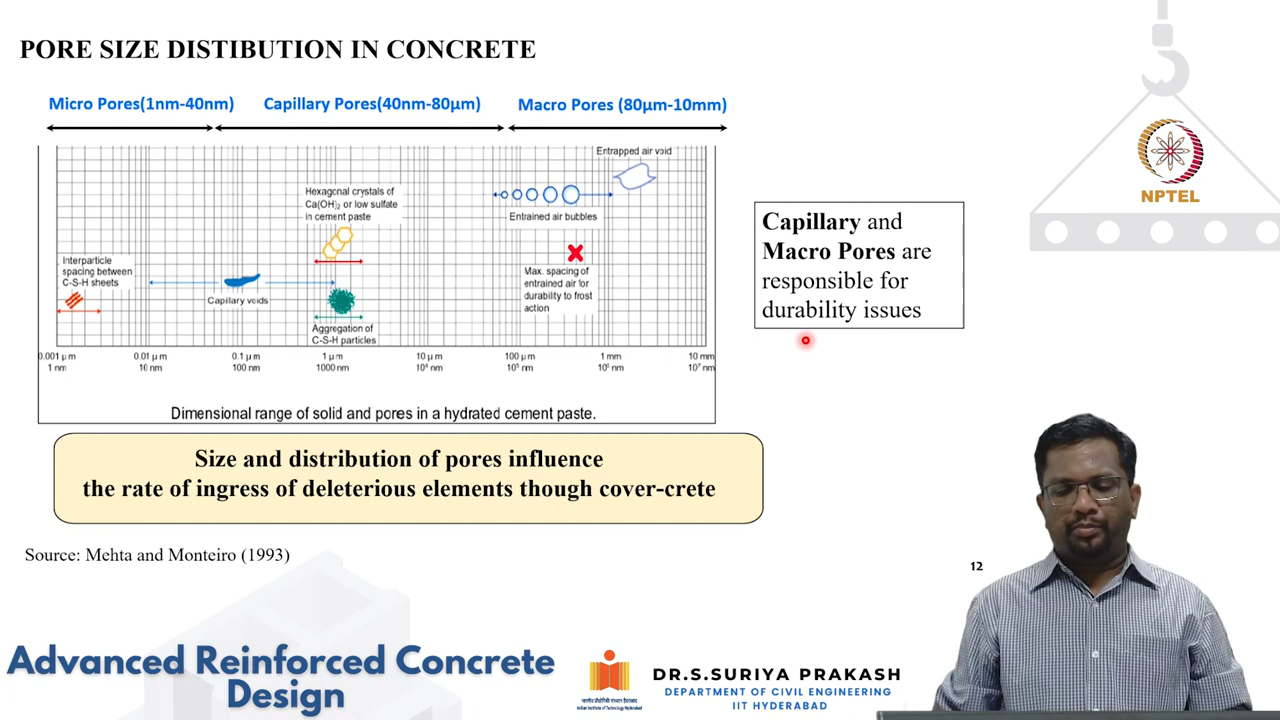 PORE SIZE DISTIBUTION IN CONCRETE
Micro Pores(1nm-40nm)
Capillary Pores(40nm-80µm)
Macro Pores (80µm-10mm)
NPTEL
Entrapped air void
Hexagonal crystals of
Ca(OH)₂ or low sulfate
in cement paste
Entrained air bubbles
Interparticle
spacing between
C-S-H sheets
Capillary voids
Max. spacing of
entrained air for
durability to frost
action
Aggregation of
C-S-H particles
0.001 µm 0.01 µm 0.1 µm 1 µm 10 µm 100 µm 1 mm 10 mm
1 nm 10 nm 100 nm 1000 nm 10⁴ nm 10⁵ nm 10⁶ nm 10⁷ nm
Dimensional range of solid and pores in a hydrated cement paste.
Capillary and
Macro Pores are
responsible for
durability issues
Size and distribution of pores influence
the rate of ingress of deleterious elements though cover-crete
Source: Mehta and Monteiro (1993)
12
Advanced Reinforced Concrete
Design
DR.S.SURIYA PRAKASH
DEPARTMENT OF CIVIL ENGINEERING
IIT HYDERABAD
Indian Institute of Technology Hyderabad